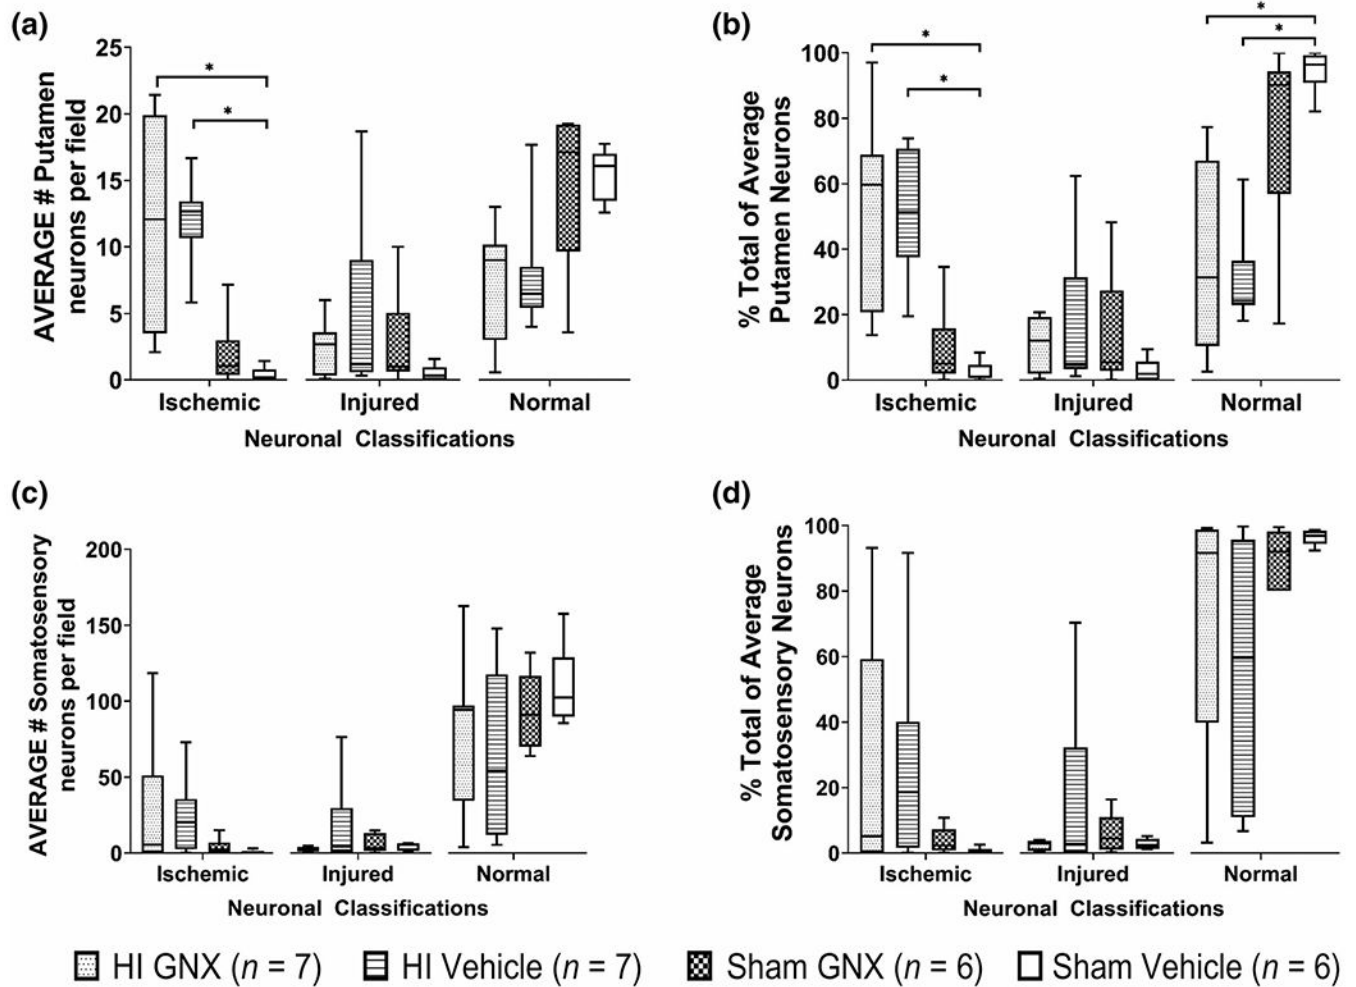 (a)
AVERAGE # Putamen
neurons per field
25
20
15
10
5
0
*
*
Ischemic
Injured
Normal
Neuronal Classifications
(b)
% Total of Average
Putamen Neurons
100
80
60
40
20
0
*
*
*
*
Ischemic
Injured
Normal
Neuronal Classifications
(c)
AVERAGE # Somatosensory
neurons per field
200
150
100
50
0
Ischemic
Injured
Normal
Neuronal Classifications
(d)
% Total of Average
Somatosensory Neurons
100
80
60
40
20
0
Ischemic
Injured
Normal
Neuronal Classifications
HI GNX (n = 7)
HI Vehicle (n = 7)
Sham GNX (n = 6)
Sham Vehicle (n = 6)